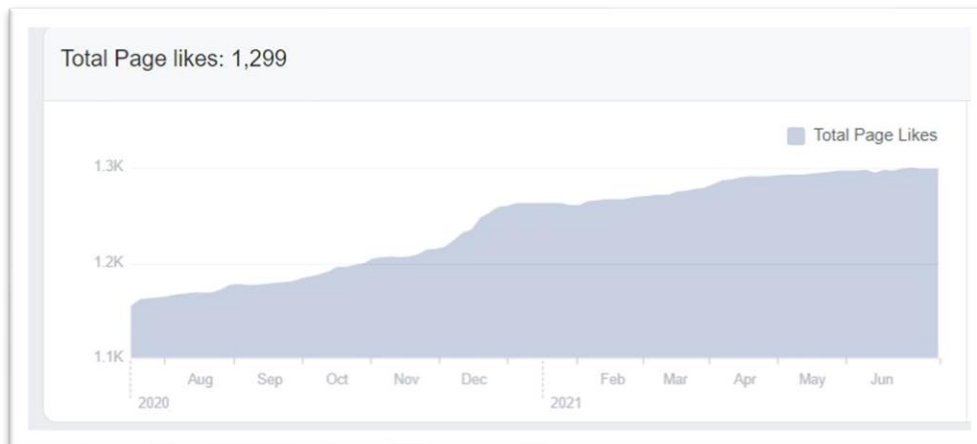 Total Page likes: 1,299
Total Page Likes
1.3K
1.2K
1.1K
Aug Sep Oct Nov Dec Feb Mar Apr May Jun
2020 2021